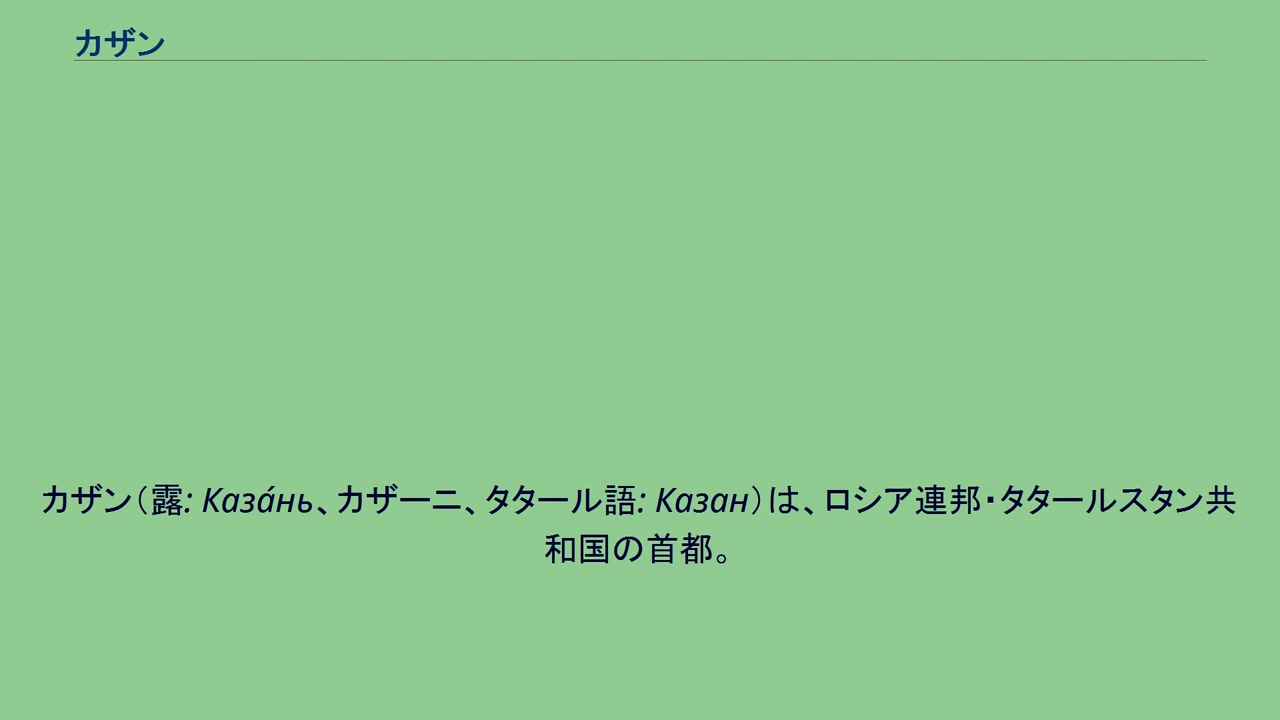 カザン
カザン（露: Каза́нь、カザーニ、タタール語: Казан）は、ロシア連邦・タタールスタン共
和国の首都。